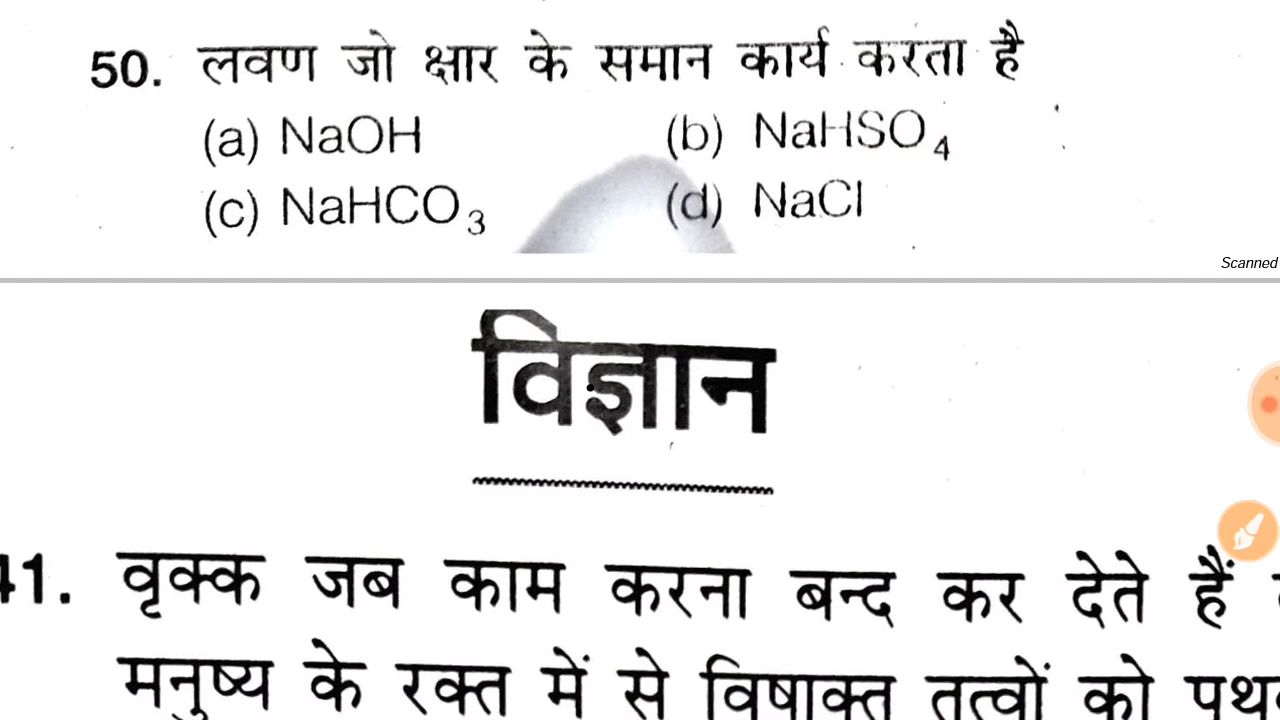 50. लवण जो क्षार के समान कार्य करता है
(a) NaOH (b) NaHSO₄
(c) NaHCO₃ (d) NaCl
Scanned
विज्ञान
41. वृक्क जब काम करना बन्द कर देते हैं
मनुष्य के रक्त में से विषाक्त तत्वों को